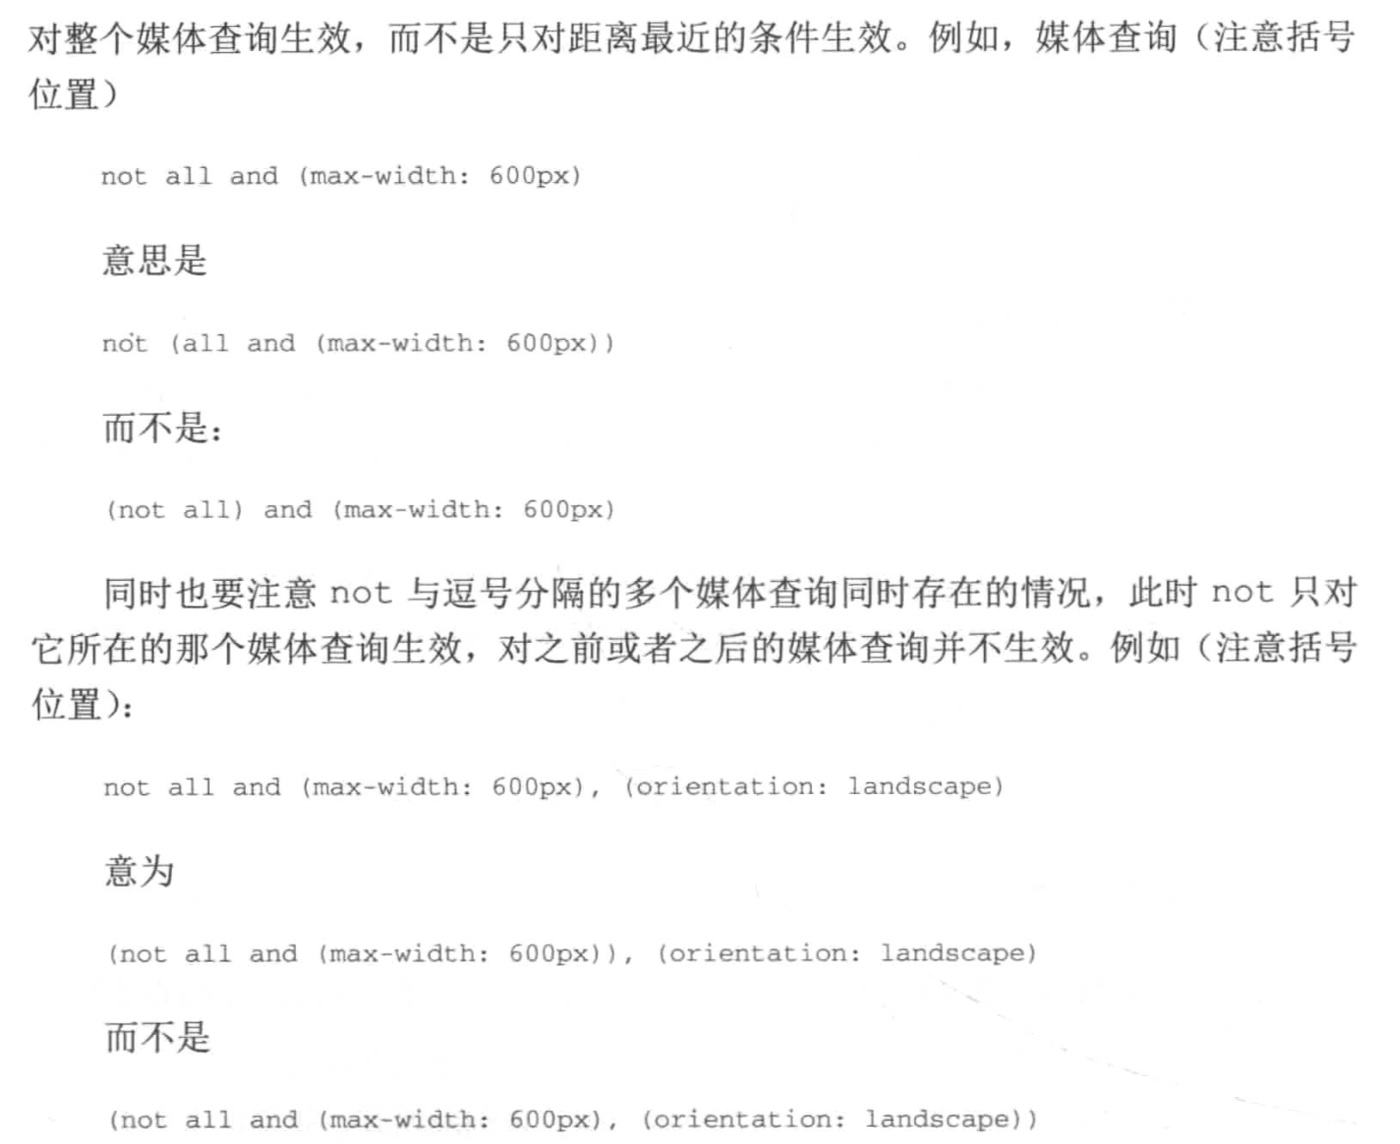 对整个媒体查询生效，而不是只对距离最近的条件生效。例如，媒体查询（注意括号
位置）
not all and (max-width: 600px)
意思是
not (all and (max-width: 600px))
而不是：
(not all) and (max-width: 600px)
同时也要注意 not 与逗号分隔的多个媒体查询同时存在的情况，此时 not 只对
它所在的那个媒体查询生效，对之前或者之后的媒体查询并不生效。例如（注意括号
位置）：
not all and (max-width: 600px), (orientation: landscape)
意为
(not all and (max-width: 600px)), (orientation: landscape)
而不是
(not all and (max-width: 600px), (orientation: landscape))